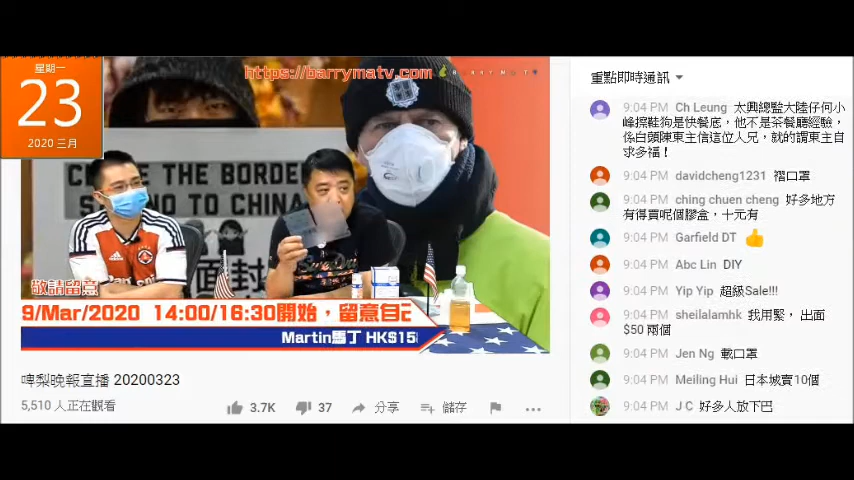 星期一
23
2020 三月
https://barrymatv.com
BARRYMATV
CLOSE THE BORDER
SAY NO TO CHINA
面封
敬請留意
9/Mar/2020 14:00/16:30開始，留意自己
Martin馬丁 HK$15
啤梨晚報直播 20200323
5,510 人正在觀看
3.7K
37
分享
儲存
重點即時通訊
9:04 PM Ch Leung 太興總監大陸仔何小
峰擦鞋狗是快餐底，他不是茶餐廳經驗，
係白頭陳東主信這位人兄，就的謂東主自
求多福！
9:04 PM davidcheng1231 褶口罩
9:04 PM ching chuen cheng 好多地方
有得買呢個膠盒，十元有
9:04 PM Garfield DT 👍
9:04 PM Abc Lin DIY
9:04 PM Yip Yip 超級Sale!!!
9:04 PM sheilalamhk 我用緊， 出面
$50 兩個
9:04 PM Jen Ng 載口罩
9:04 PM Meiling Hui 日本城賣10個
9:04 PM J C 好多人放下巴